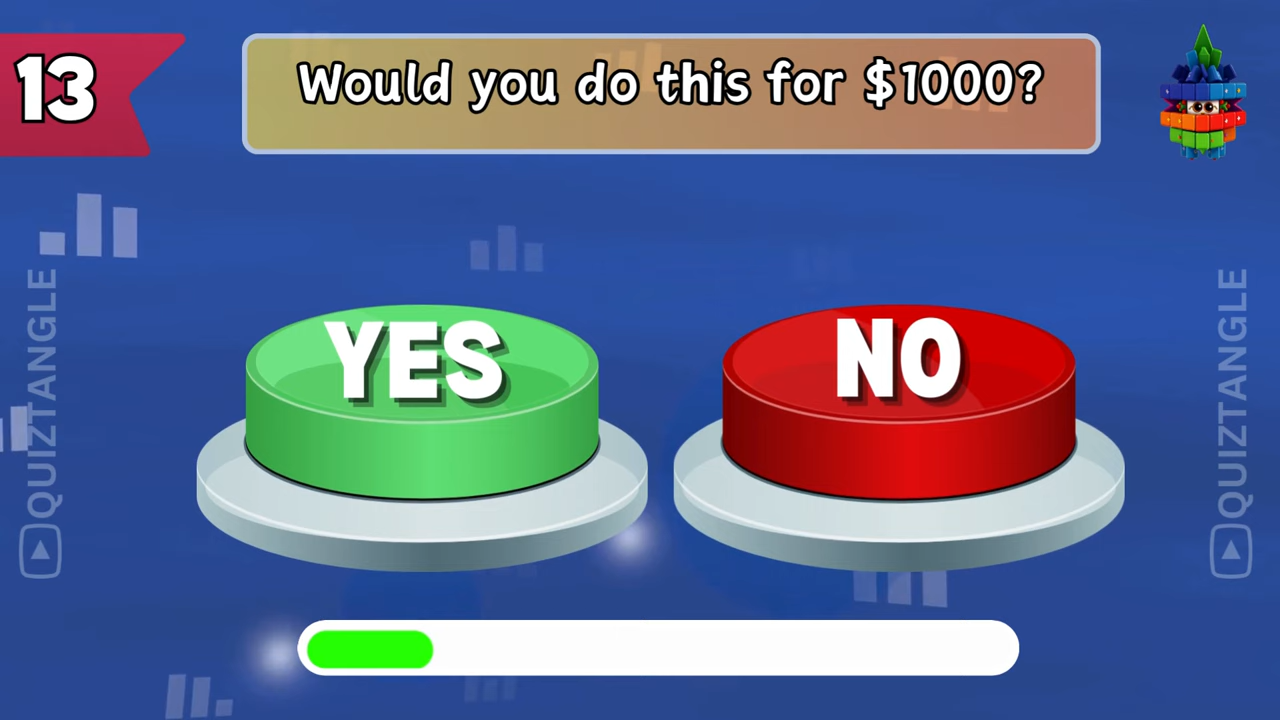 13
Would you do this for $1000?
YES
NO
QUIZTANGLE
QUIZTANGLE